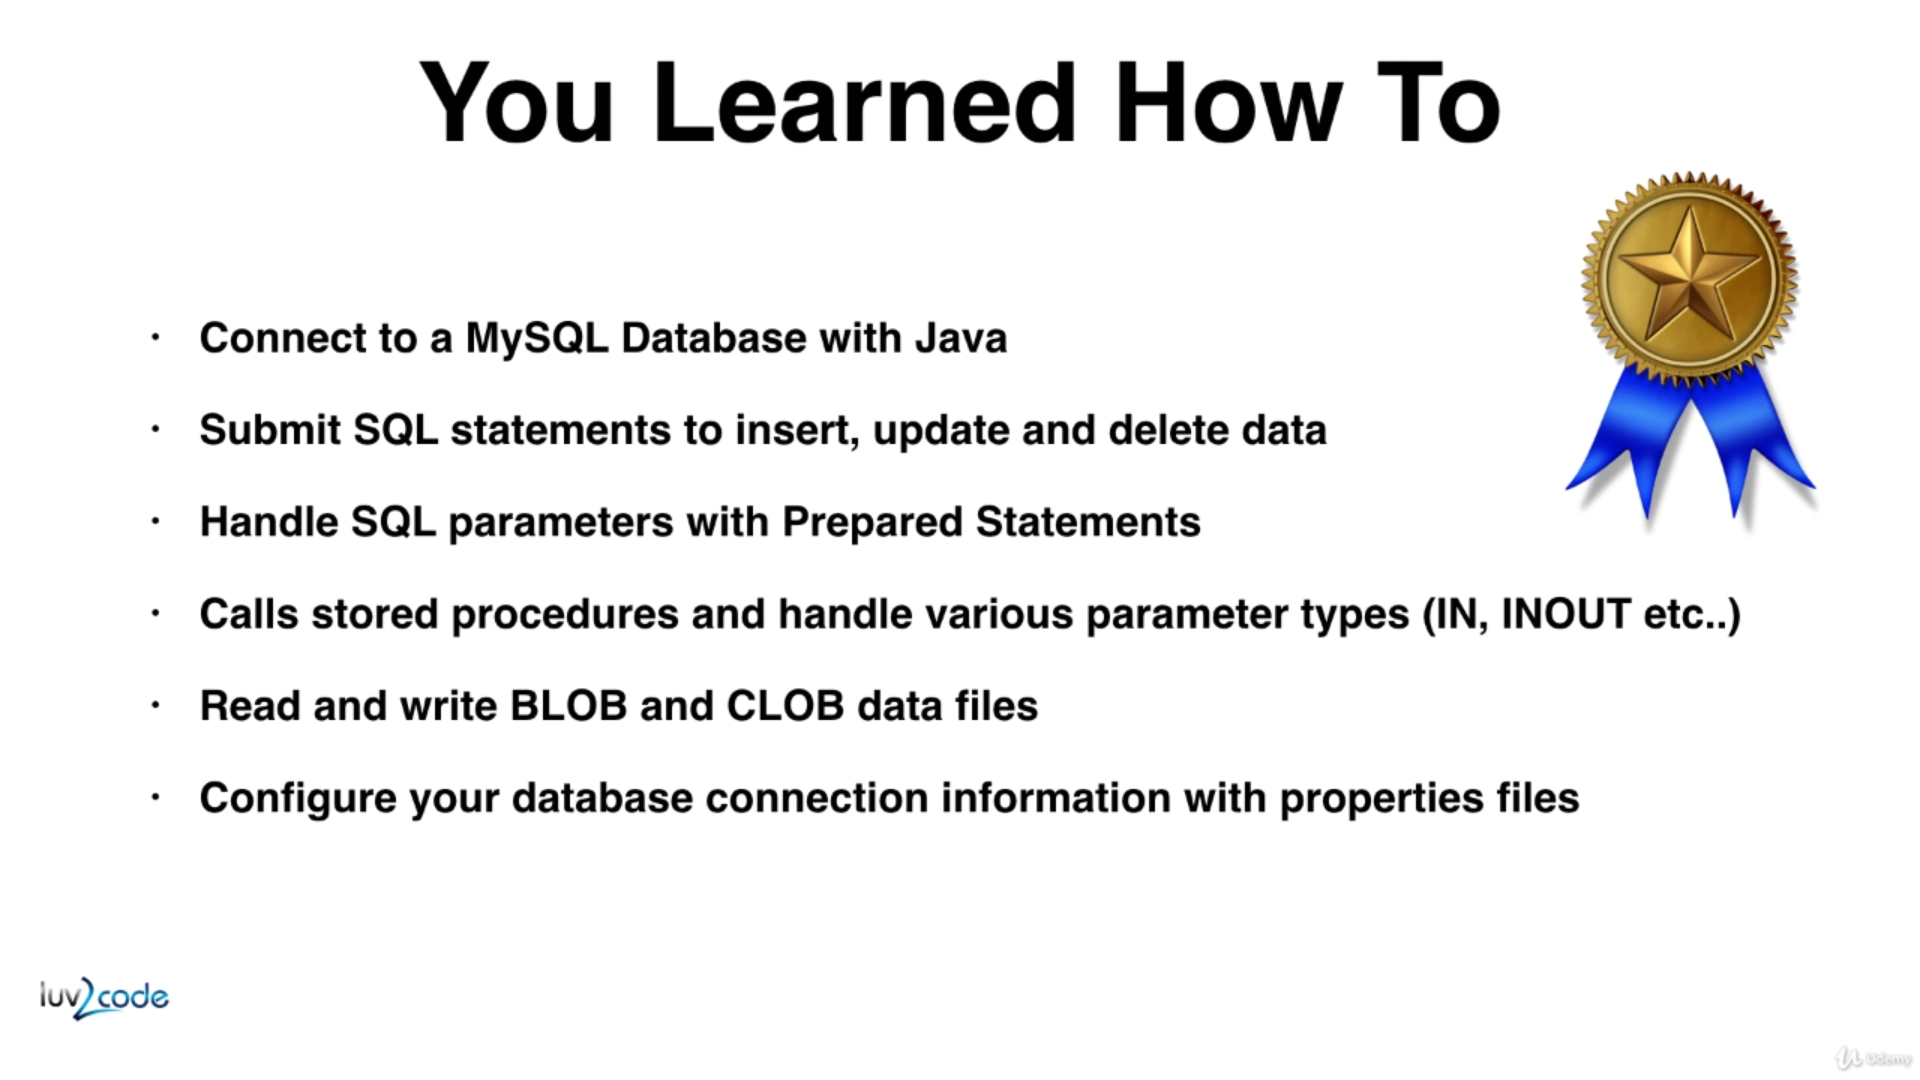 You Learned How To
• Connect to a MySQL Database with Java
• Submit SQL statements to insert, update and delete data
• Handle SQL parameters with Prepared Statements
• Calls stored procedures and handle various parameter types (IN, INOUT etc..)
• Read and write BLOB and CLOB data files
• Configure your database connection information with properties files
luv2code
Udemy